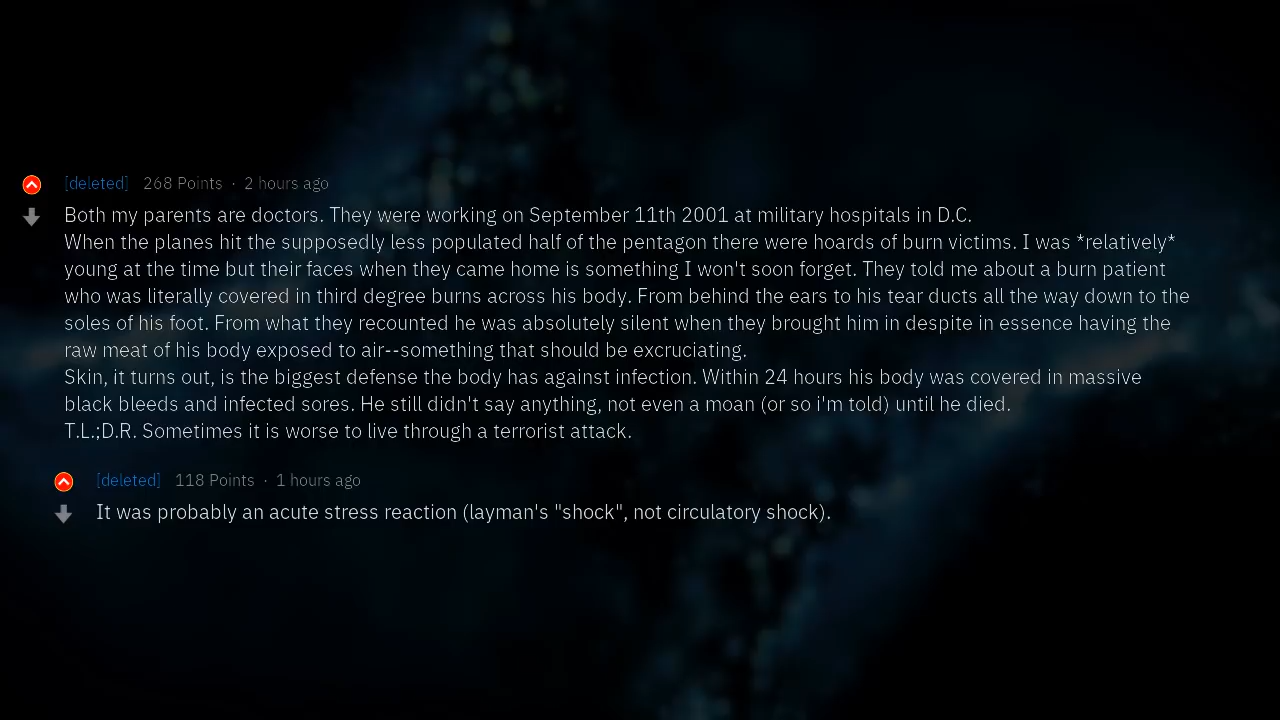 [deleted] 268 Points · 2 hours ago
Both my parents are doctors. They were working on September 11th 2001 at military hospitals in D.C.
When the planes hit the supposedly less populated half of the pentagon there were hoards of burn victims. I was *relatively*
young at the time but their faces when they came home is something I won't soon forget. They told me about a burn patient
who was literally covered in third degree burns across his body. From behind the ears to his tear ducts all the way down to the
soles of his foot. From what they recounted he was absolutely silent when they brought him in despite in essence having the
raw meat of his body exposed to air--something that should be excruciating.
Skin, it turns out, is the biggest defense the body has against infection. Within 24 hours his body was covered in massive
black bleeds and infected sores. He still didn't say anything, not even a moan (or so i'm told) until he died.
T.L.;D.R. Sometimes it is worse to live through a terrorist attack.
[deleted] 118 Points · 1 hours ago
It was probably an acute stress reaction (layman's "shock", not circulatory shock).